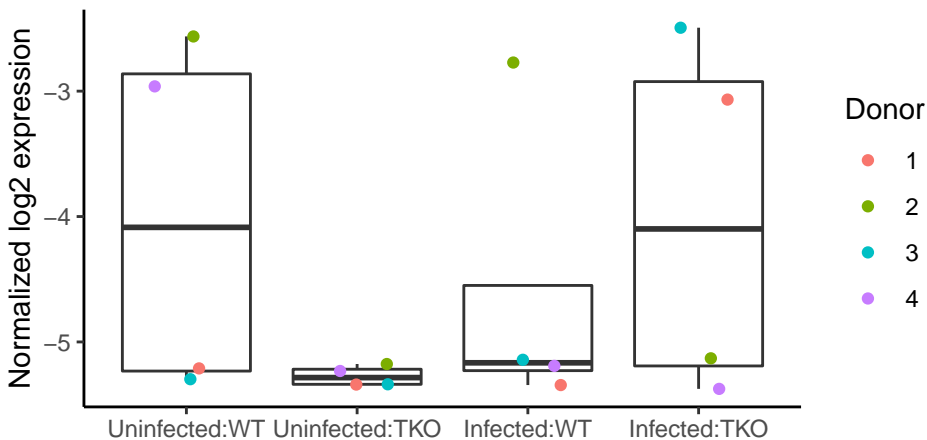 Normalized log2 expression
−3
−4
−5
Uninfected:WT
Uninfected:TKO
Infected:WT
Infected:TKO
Donor
1
2
3
4